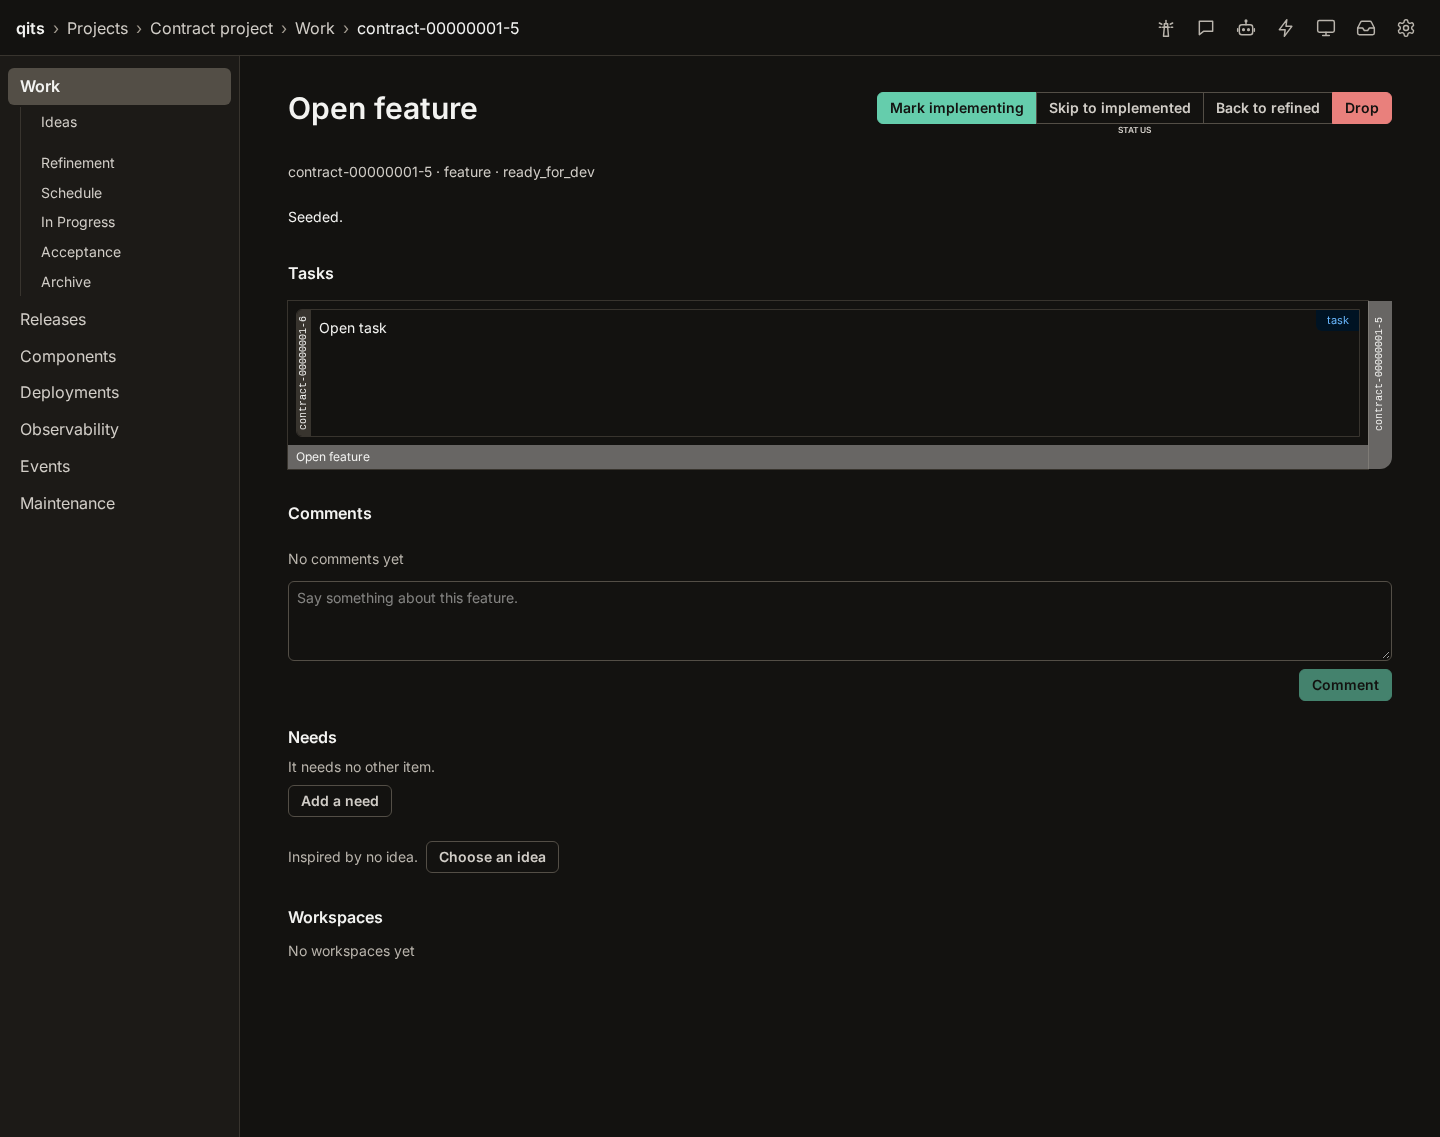 qits › Projects › Contract project › Work › contract-00000001-5
Work
Ideas
Refinement
Schedule
In Progress
Acceptance
Archive
Releases
Components
Deployments
Observability
Events
Maintenance
Open feature
Mark implementing
Skip to implemented
Back to refined
Drop
STATUS
contract-00000001-5 · feature · ready_for_dev
Seeded.
Tasks
contract-00000001-6
Open task
task
contract-00000001-5
Open feature
Comments
No comments yet
Say something about this feature.
Comment
Needs
It needs no other item.
Add a need
Inspired by no idea.
Choose an idea
Workspaces
No workspaces yet